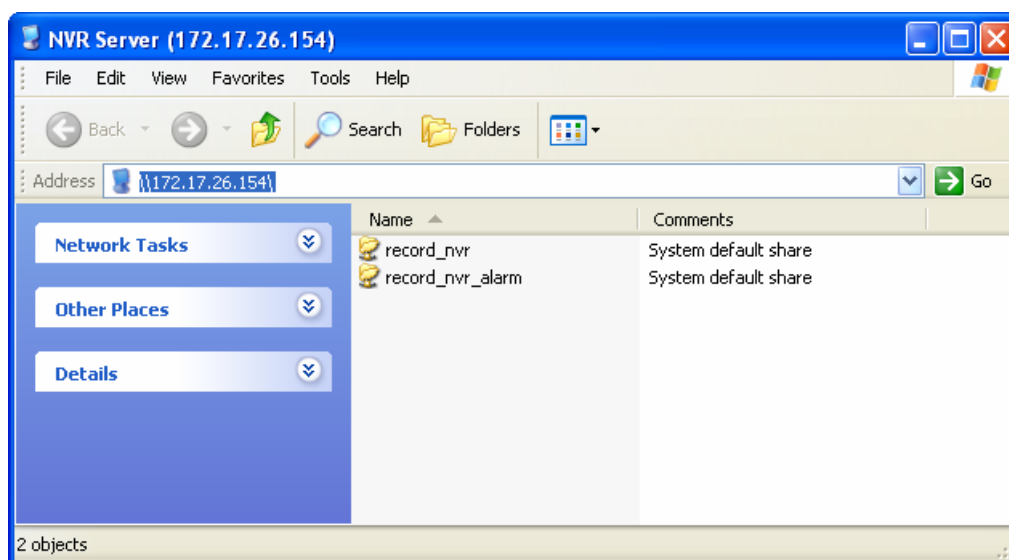 NVR Server (172.17.26.154)
File Edit View Favorites Tools Help
Back Search Folders
Address \\172.17.26.154\ Go
Name Comments
Network Tasks
record_nvr System default share
record_nvr_alarm System default share
Other Places
Details
2 objects